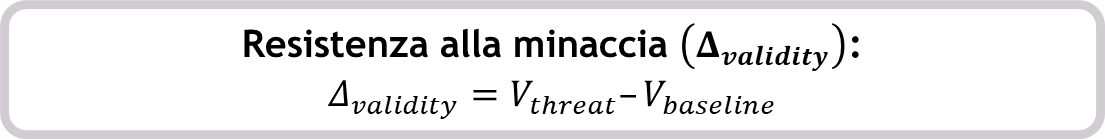 Resistenza alla minaccia (Δ_validity):
Δ_validity = V_threat – V_baseline